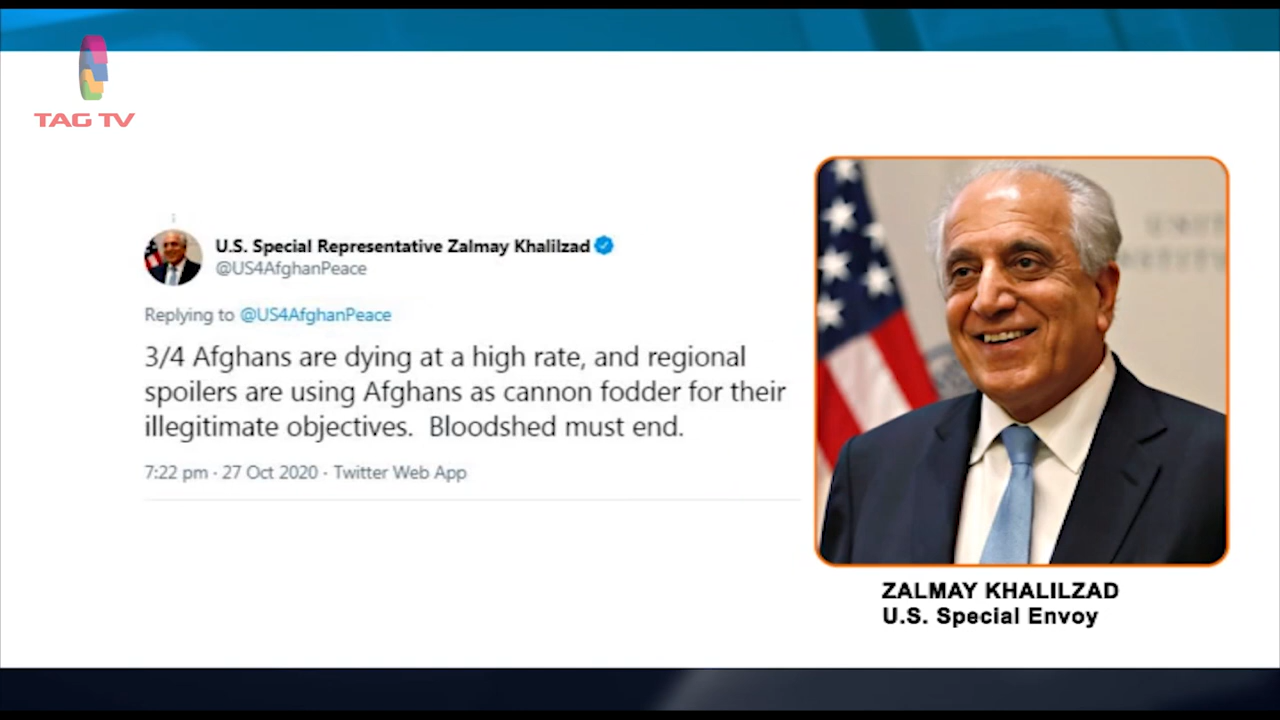 TAG TV
U.S. Special Representative Zalmay Khalilzad
@US4AfghanPeace
Replying to @US4AfghanPeace
3/4 Afghans are dying at a high rate, and regional
spoilers are using Afghans as cannon fodder for their
illegitimate objectives.  Bloodshed must end.
7:22 pm · 27 Oct 2020 · Twitter Web App
ZALMAY KHALILZAD
U.S. Special Envoy